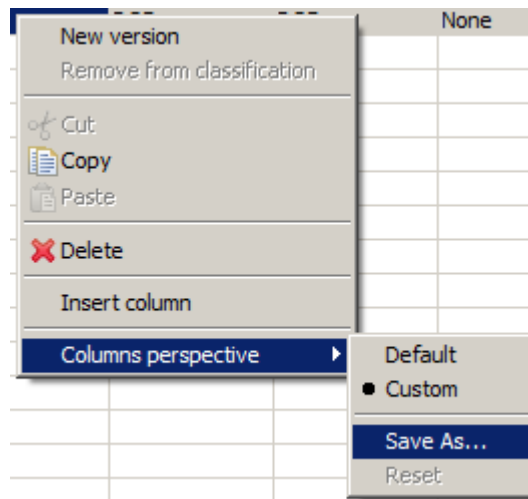 None
New version
Remove from classification
Cut
Copy
Paste
Delete
Insert column
Columns perspective
Default
Custom
Save As...
Reset